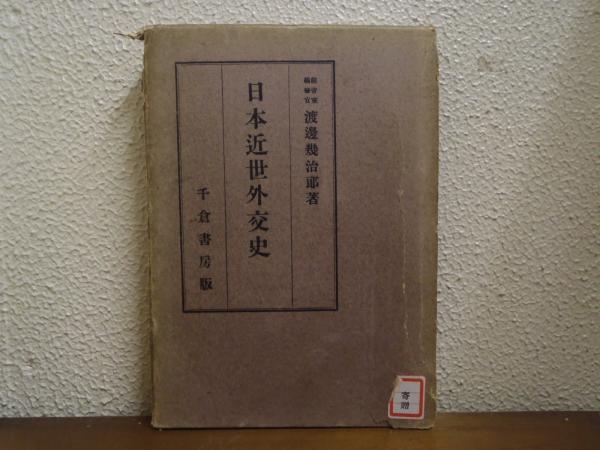 渡邊幾治郎著
日本近世外交史
千倉書房版
寄贈